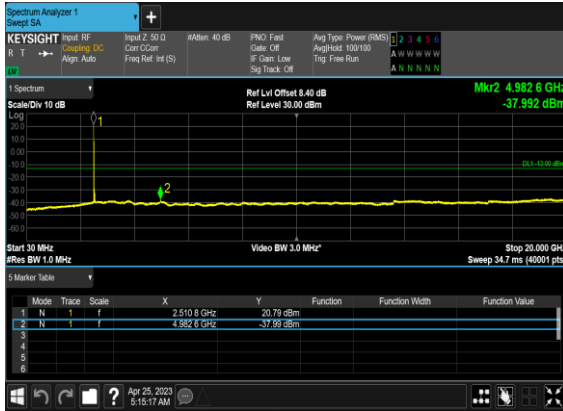 Spectrum Analyzer 1
Swept SA
+
KEYSIGHT Input: RF Input Z: 50 Ω #Atten: 40 dB PNO: Fast Avg Type: Power (RMS) 1 2 3 4 5 6
R T Coupling: DC Corr CCorr Gate: Off Avg|Hold: 100/100 A W W W W W
Align: Auto Freq Ref: Int (S) IF Gain: Low Trig: Free Run
Sig Track: Off A N N N N N
1 Spectrum Ref Lvl Offset 8.40 dB Mkr2 4.982 6 GHz
Scale/Div 10 dB Ref Level 30.00 dBm -37.992 dBm
Log
20.0
10.0
0.00
-10.0
-20.0
-30.0
-40.0
-50.0
-60.0
1
2
DL1 -13.00 dBm
Start 30 MHz Video BW 3.0 MHz* Stop 20.000 GHz
#Res BW 1.0 MHz Sweep 34.7 ms (40001 pts)
5 Marker Table
Mode Trace Scale X Y Function Function Width Function Value
1 N 1 f 2.510 8 GHz 20.79 dBm
2 N 1 f 4.982 6 GHz -37.99 dBm
3
4
5
6
? Apr 25, 2023
5:15:17 AM